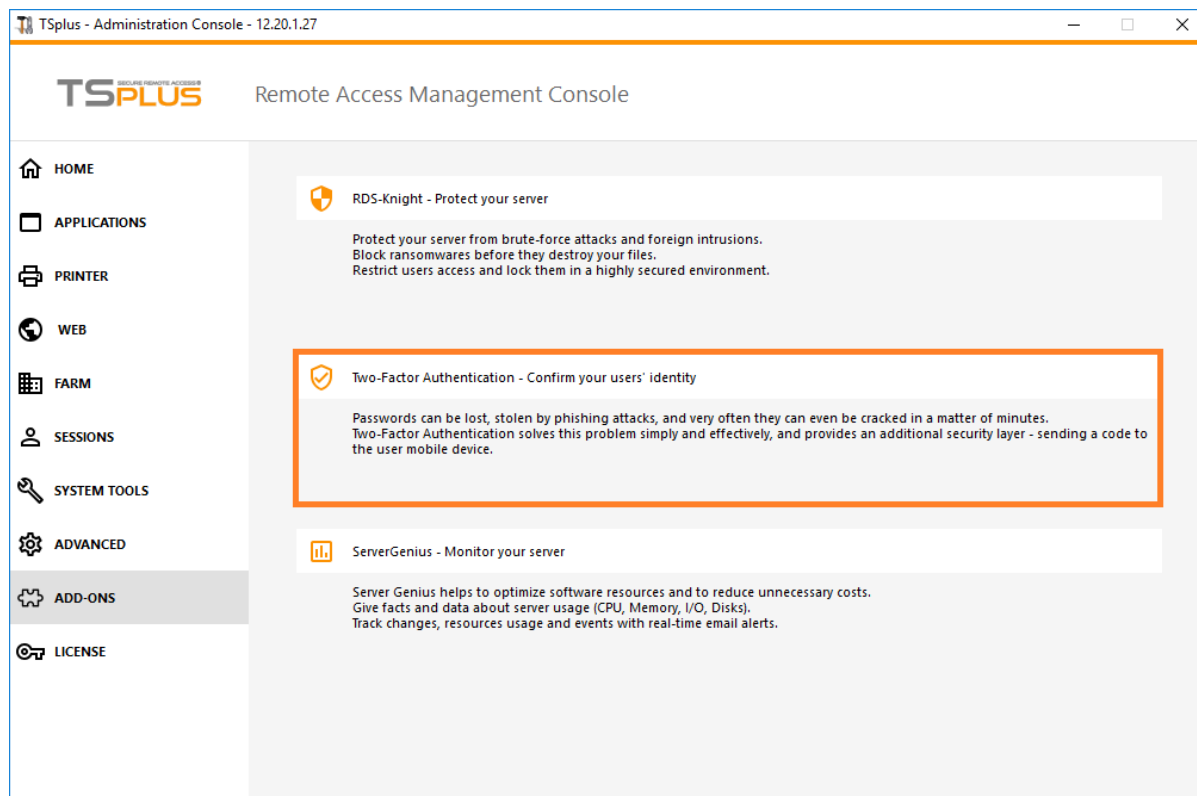 TSplus - Administration Console - 12.20.1.27
TSPLUS
SECURE REMOTE ACCESS®
Remote Access Management Console
HOME
APPLICATIONS
PRINTER
WEB
FARM
SESSIONS
SYSTEM TOOLS
ADVANCED
ADD-ONS
LICENSE
RDS-Knight - Protect your server
Protect your server from brute-force attacks and foreign intrusions.
Block ransomwares before they destroy your files.
Restrict users access and lock them in a highly secured environment.
Two-Factor Authentication - Confirm your users' identity
Passwords can be lost, stolen by phishing attacks, and very often they can even be cracked in a matter of minutes.
Two-Factor Authentication solves this problem simply and effectively, and provides an additional security layer - sending a code to
the user mobile device.
ServerGenius - Monitor your server
Server Genius helps to optimize software resources and to reduce unnecessary costs.
Give facts and data about server usage (CPU, Memory, I/O, Disks).
Track changes, resources usage and events with real-time email alerts.